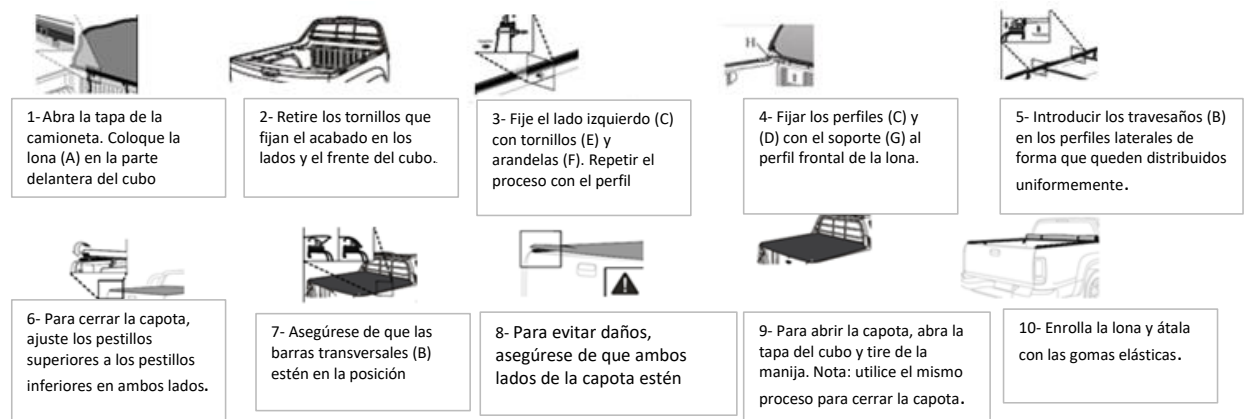 H
1- Abra la tapa de la
camioneta. Coloque la
lona (A) en la parte
delantera del cubo
2- Retire los tornillos que
fijan el acabado en los
lados y el frente del cubo.
3- Fije el lado izquierdo (C)
con tornillos (E) y
arandelas (F). Repetir el
proceso con el perfil
4- Fijar los perfiles (C) y
(D) con el soporte (G) al
perfil frontal de la lona.
5- Introducir los travesaños (B)
en los perfiles laterales de
forma que queden distribuidos
uniformemente.
6- Para cerrar la capota,
ajuste los pestillos
superiores a los pestillos
inferiores en ambos lados.
7- Asegúrese de que las
barras transversales (B)
estén en la posición
8- Para evitar daños,
asegúrese de que ambos
lados de la capota estén
9- Para abrir la capota, abra la
tapa del cubo y tire de la
manija. Nota: utilice el mismo
proceso para cerrar la capota.
10- Enrolla la lona y átala
con las gomas elásticas.